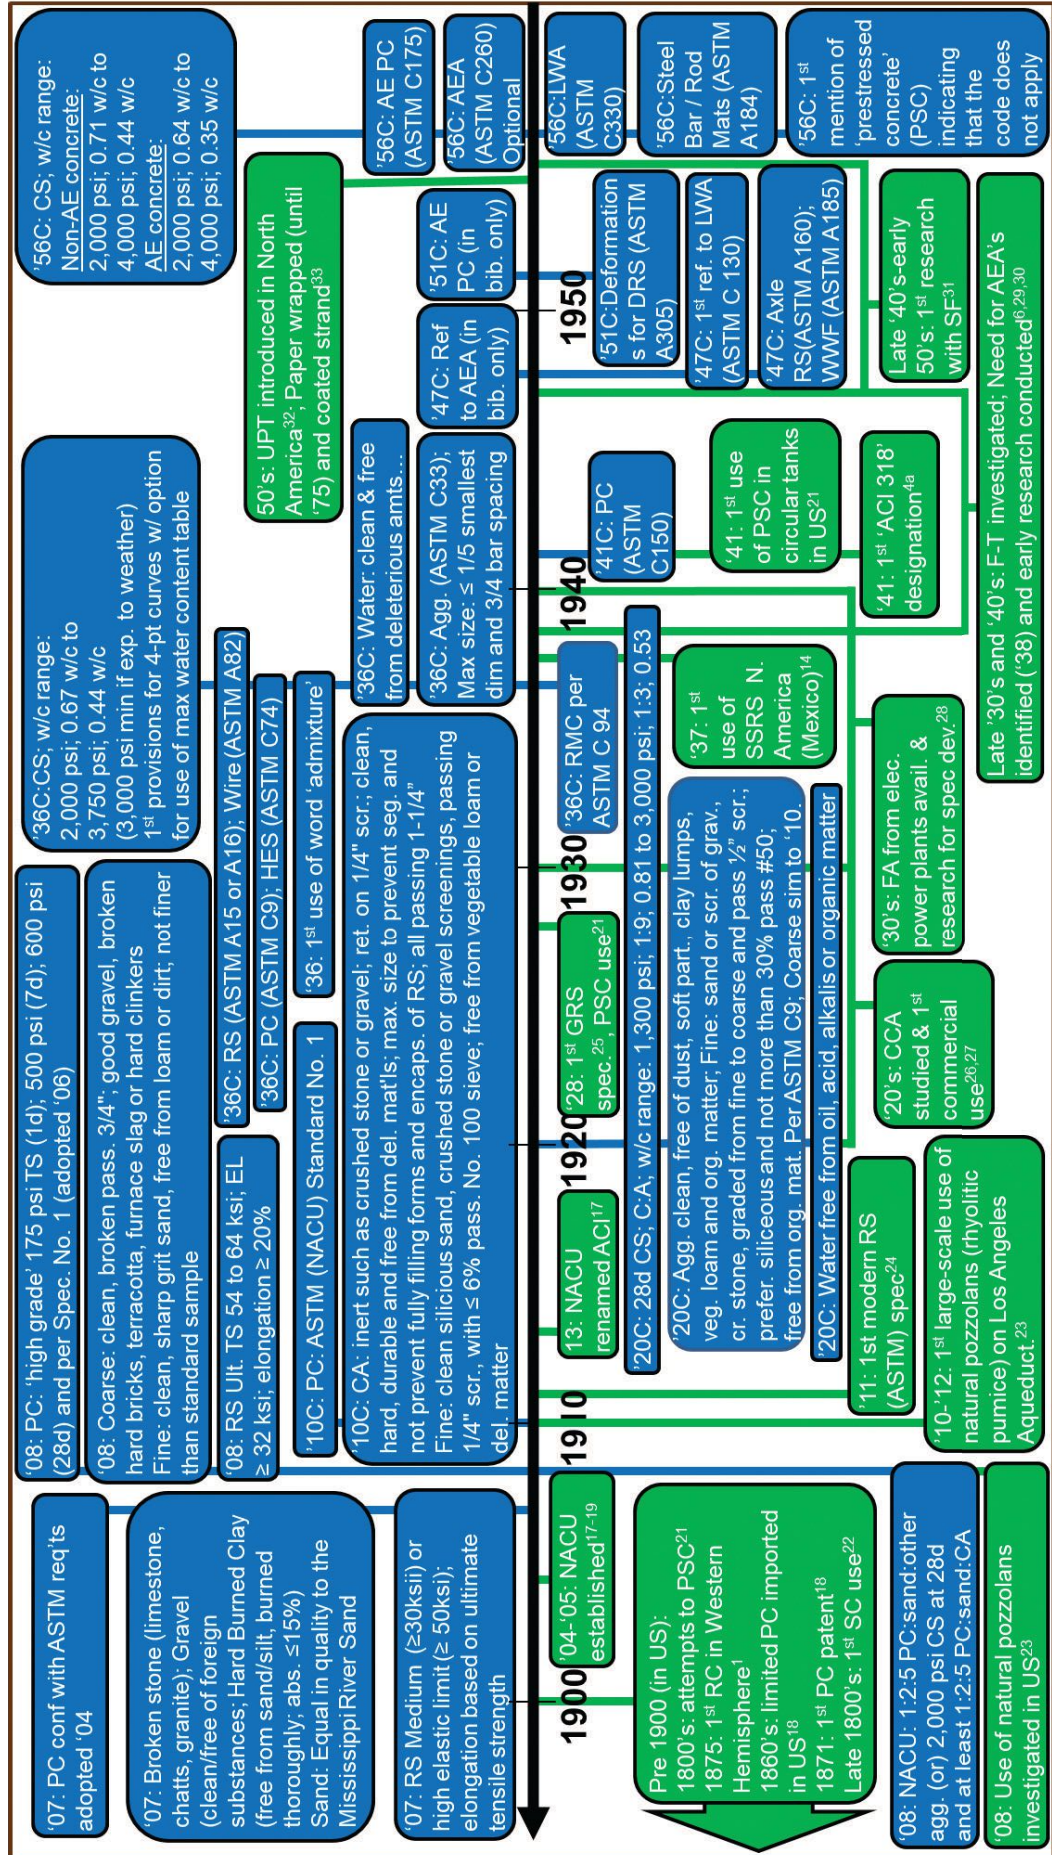 '07: PC conf with ASTM req'ts
adopted '04
'07: Broken stone (limestone,
chatts, granite); Gravel
(clean/free of foreign
substances; Hard Burned Clay
(free from sand/silt, burned
thoroughly; abs. ≤15%)
Sand: Equal in quality to the
Mississippi River Sand
'07: RS Medium (≥30ksii) or
high elastic limit (≥ 50ksi);
elongation based on ultimate
tensile strength
'08: PC: 'high grade' 175 psi TS (1d); 500 psi (7d); 600 psi
(28d) and per Spec. No. 1 (adopted '06)
'08: Coarse: clean, broken pass. 3/4"; good gravel, broken
hard bricks, terracotta, furnace slag or hard clinkers
Fine: clean, sharp grit sand, free from loam or dirt; not finer
than standard sample
'08: RS Ult. TS 54 to 64 ksi; EL
≥ 32 ksi; elongation ≥ 20%
'10C: PC: ASTM (NACU) Standard No. 1
'10C: CA: inert such as crushed stone or gravel; ret. on 1/4" scr.; clean,
hard, durable and free from del. mat'ls; max. size to prevent seg. and
not prevent fully filling forms and encaps. of RS; all passing 1-1/4"
Fine: clean silicious sand, crushed stone or gravel screenings, passing
1/4" scr., with ≤ 6% pass. No. 100 sieve; free from vegetable loam or
del. matter
'36C:CS; w/c range:
2,000 psi; 0.67 w/c to
3,750 psi; 0.44 w/c
(3,000 psi min if exp. to weather)
1st provisions for 4-pt curves w/ option
for use of max water content table
'36C: RS (ASTM A15 or A16); Wire (ASTM A82)
'36C: PC (ASTM C9); HES (ASTM C74)
'36: 1st use of word 'admixture'
'36C: Water: clean & free
from deleterious amts...
'36C: Agg. (ASTM C33);
Max size: ≤ 1/5 smallest
dim and 3/4 bar spacing
50's: UPT introduced in North
America32; Paper wrapped (until
'75) and coated strand33
'47C: Ref
to AEA (in
bib. only)
'51C: AE
PC (in
bib. only)
'56C: CS; w/c range:
Non-AE concrete:
2,000 psi; 0.71 w/c to
4,000 psi; 0.44 w/c
AE concrete:
2,000 psi; 0.64 w/c to
4,000 psi; 0.35 w/c
'56C: AE PC
(ASTM C175)
'56C: AEA
(ASTM C260)
Optional
1900
1910
1920
1930
1940
1950
'04-'05: NACU
established17-19
Pre 1900 (in US):
1800's: attempts to PSC21
1875: 1st RC in Western
Hemisphere1
1860's: limited PC imported
in US18
1871: 1st PC patent18
Late 1800's: 1st SC use22
'08: NACU: 1:2:5 PC:sand:other
agg. (or) 2,000 psi CS at 28d
and at least 1:2:5 PC:sand:CA
'08: Use of natural pozzolans
investigated in US23
13: NACU
renamed ACI17
'28: 1st GRS
spec.25, PSC use21
'36C: RMC per
ASTM C 94
'20C: 28d CS; C:A; w/c range: 1,300 psi; 1:9; 0.81 to 3,000 psi; 1:3; 0.53
'20C: Agg. clean, free of dust, soft part., clay lumps,
veg. loam and org. matter; Fine: sand or scr. of grav.,
cr. stone, graded from fine to coarse and pass ½" scr.;
prefer. siliceous and not more than 30% pass #50;
free from org. mat. Per ASTM C9; Coarse sim to '10.
'20C: Water free from oil, acid, alkalis or organic matter
'11: 1st modern RS
(ASTM) spec24
'10-'12: 1st large-scale use of
natural pozzolans (rhyolitic
pumice) on Los Angeles
Aqueduct.23
'20's: CCA
studied & 1st
commercial
use26,27
'30's: FA from elec.
power plants avail. &
research for spec dev.28
'37: 1st
use of
SSRS N.
America
(Mexico)14
'41C: PC
(ASTM
C150)
'41: 1st use
of PSC in
circular tanks
in US21
'41: 1st 'ACI 318'
designation4a
Late '30's and '40's: F-T investigated; Need for AEA's
identified ('38) and early research conducted6,29,30
'51C:Deformation
s for DRS (ASTM
A305)
'47C: 1st ref. to LWA
(ASTM C 130)
'47C: Axle
RS(ASTM A160);
WWF (ASTM A185)
Late '40's-early
50's: 1st research
with SF31
'56C:LWA
(ASTM
C330)
'56C:Steel
Bar / Rod
Mats (ASTM
A184)
'56C: 1st
mention of
'prestressed
concrete'
(PSC)
indicating
that the
code does
not apply